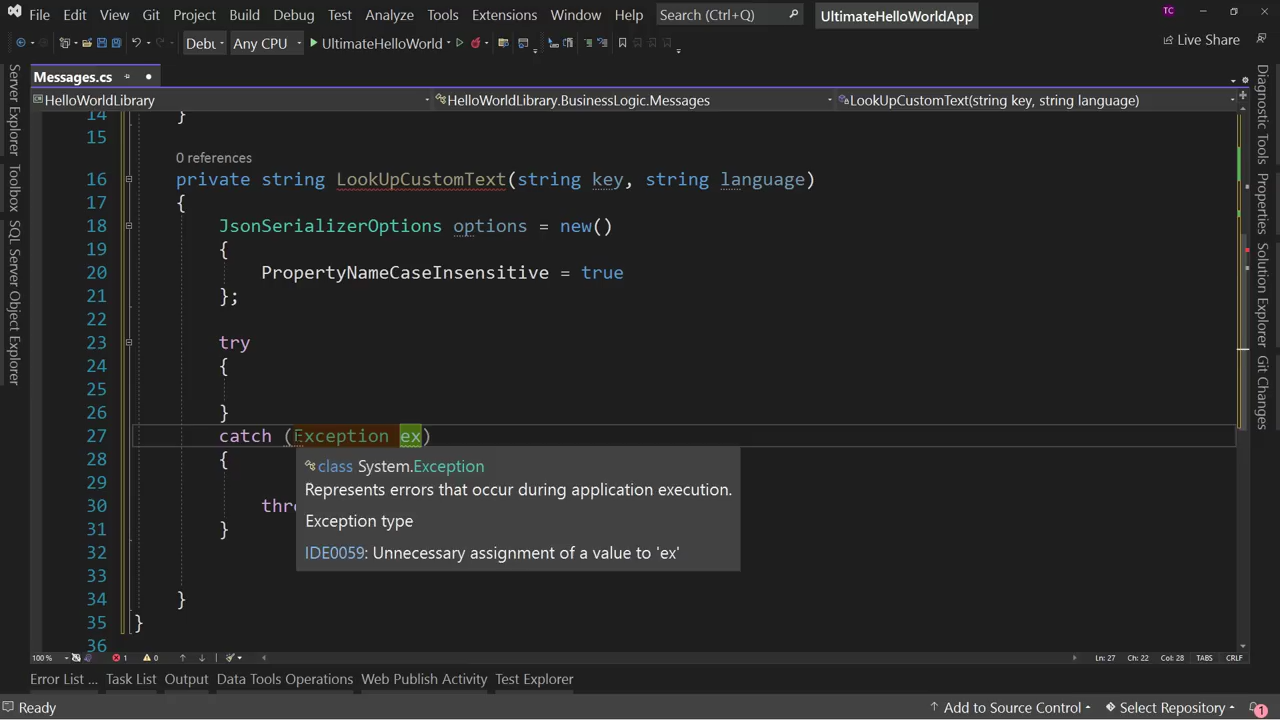 File Edit View Git Project Build Debug Test Analyze Tools Extensions Window Help Search (Ctrl+Q) UltimateHelloWorldApp TC
Debu Any CPU UltimateHelloWorld Live Share
Messages.cs
HelloWorldLibrary HelloWorldLibrary.BusinessLogic.Messages LookUpCustomText(string key, string language)
Server Explorer
Toolbox
SQL Server Object Explorer
14 }
15
0 references
16 private string LookUpCustomText(string key, string language)
17 {
18 JsonSerializerOptions options = new()
19 {
20 PropertyNameCaseInsensitive = true
21 };
22
23 try
24 {
25
26 }
27 catch (Exception ex)
28 {
29
30 thro
31 }
32
33
34 }
35 }
36
class System.Exception
Represents errors that occur during application execution.
Exception type
IDE0059: Unnecessary assignment of a value to 'ex'
Diagnostic Tools
Properties
Solution Explorer
Git Changes
100% 1 0 Ln: 27 Ch: 22 Col: 28 TABS CRLF
Error List ... Task List Output Data Tools Operations Web Publish Activity Test Explorer
Ready Add to Source Control Select Repository 1